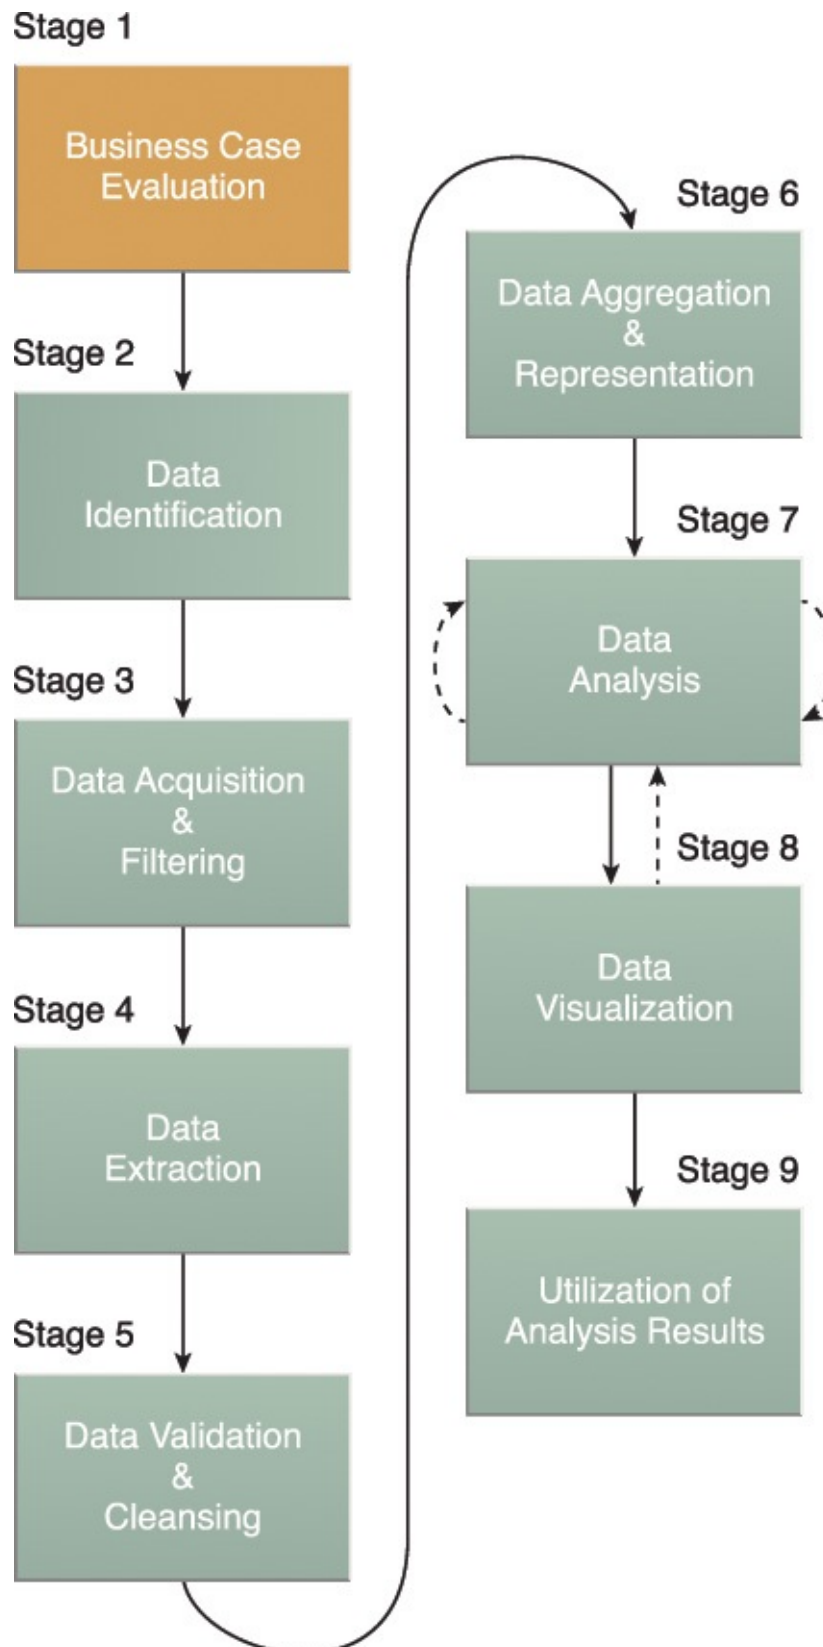 Stage 1
Business Case
Evaluation
Stage 2
Data
Identification
Stage 3
Data Acquisition
&
Filtering
Stage 4
Data
Extraction
Stage 5
Data Validation
&
Cleansing
Stage 6
Data Aggregation
&
Representation
Stage 7
Data
Analysis
Stage 8
Data
Visualization
Stage 9
Utilization of
Analysis Results